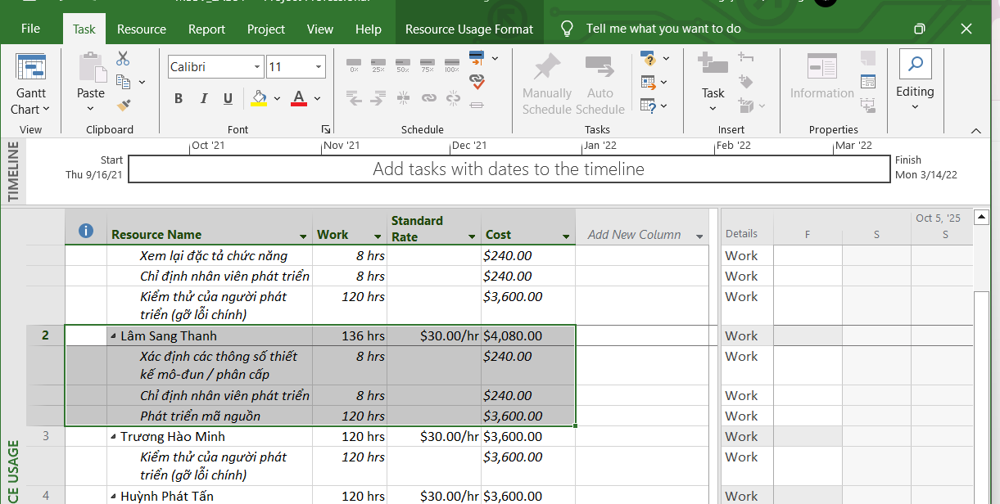 File Task Resource Report Project View Help Resource Usage Format Tell me what you want to do
Gantt
Chart
Paste
Calibri 11
B I U A
0% 25% 50% 75% 100%
Manually
Schedule
Auto
Schedule
Task
Information
Editing
View Clipboard Font Schedule Tasks Insert Properties
TIMELINE
Oct '21 Nov '21 Dec '21 Jan '22 Feb '22 Mar '22
Start
Thu 9/16/21
Add tasks with dates to the timeline
Finish
Mon 3/14/22
Resource Name Work Standard
Rate Cost Add New Column Details Oct 5, '25
F S S
Xem lại đặc tả chức năng 8 hrs $240.00 Work
Chỉ định nhân viên phát triển 8 hrs $240.00 Work
Kiểm thử của người phát 120 hrs $3,600.00 Work
triển (gỡ lỗi chính)
2 Lâm Sang Thanh 136 hrs $30.00/hr $4,080.00 Work
Xác định các thông số thiết 8 hrs $240.00 Work
kế mô-đun / phân cấp
Chỉ định nhân viên phát triển 8 hrs $240.00 Work
Phát triển mã nguồn 120 hrs $3,600.00 Work
3 Trương Hào Minh 120 hrs $30.00/hr $3,600.00 Work
Kiểm thử của người phát 120 hrs $3,600.00 Work
triển (gỡ lỗi chính)
4 Huỳnh Phát Tấn 120 hrs $30.00/hr $3,600.00 Work
CE USAGE